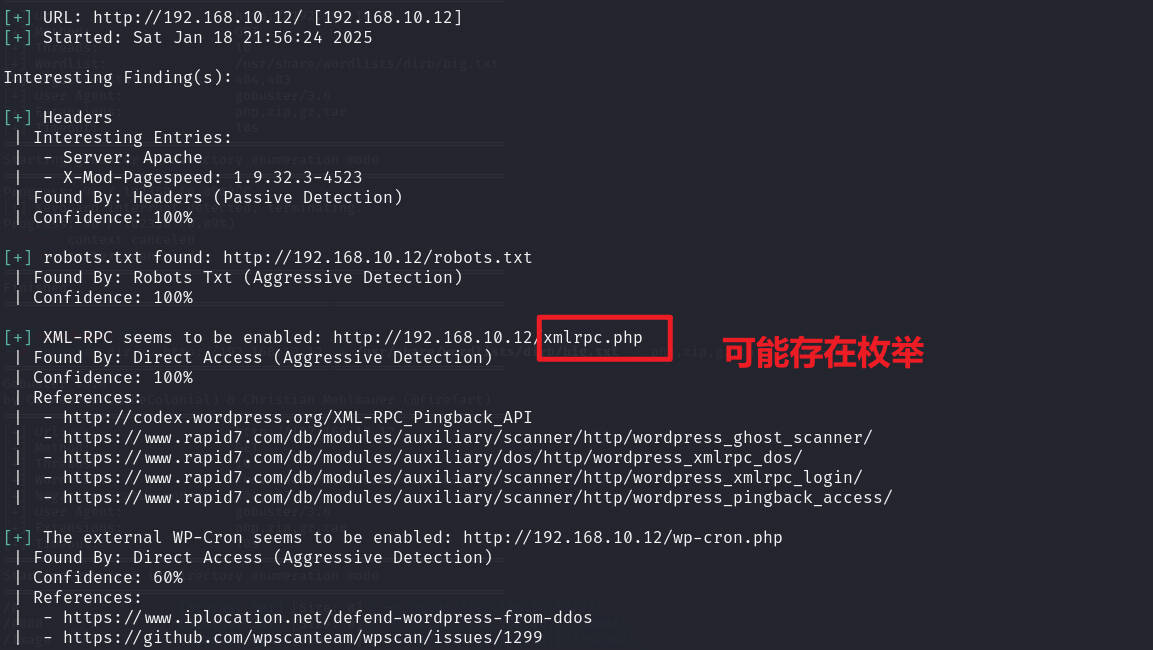 [+] URL: http://192.168.10.12/ [192.168.10.12]
[+] Started: Sat Jan 18 21:56:24 2025
Interesting Finding(s):
[+] Headers
| Interesting Entries:
| - Server: Apache
| - X-Mod-Pagespeed: 1.9.32.3-4523
| Found By: Headers (Passive Detection)
| Confidence: 100%
[+] robots.txt found: http://192.168.10.12/robots.txt
| Found By: Robots Txt (Aggressive Detection)
| Confidence: 100%
[+] XML-RPC seems to be enabled: http://192.168.10.12/xmlrpc.php
可能存在枚举
| Found By: Direct Access (Aggressive Detection)
| Confidence: 100%
| References:
| - http://codex.wordpress.org/XML-RPC_Pingback_API
| - https://www.rapid7.com/db/modules/auxiliary/scanner/http/wordpress_ghost_scanner/
| - https://www.rapid7.com/db/modules/auxiliary/dos/http/wordpress_xmlrpc_dos/
| - https://www.rapid7.com/db/modules/auxiliary/scanner/http/wordpress_xmlrpc_login/
| - https://www.rapid7.com/db/modules/auxiliary/scanner/http/wordpress_pingback_access/
[+] The external WP-Cron seems to be enabled: http://192.168.10.12/wp-cron.php
| Found By: Direct Access (Aggressive Detection)
| Confidence: 60%
| References:
| - https://www.iplocation.net/defend-wordpress-from-ddos
| - https://github.com/wpscanteam/wpscan/issues/1299